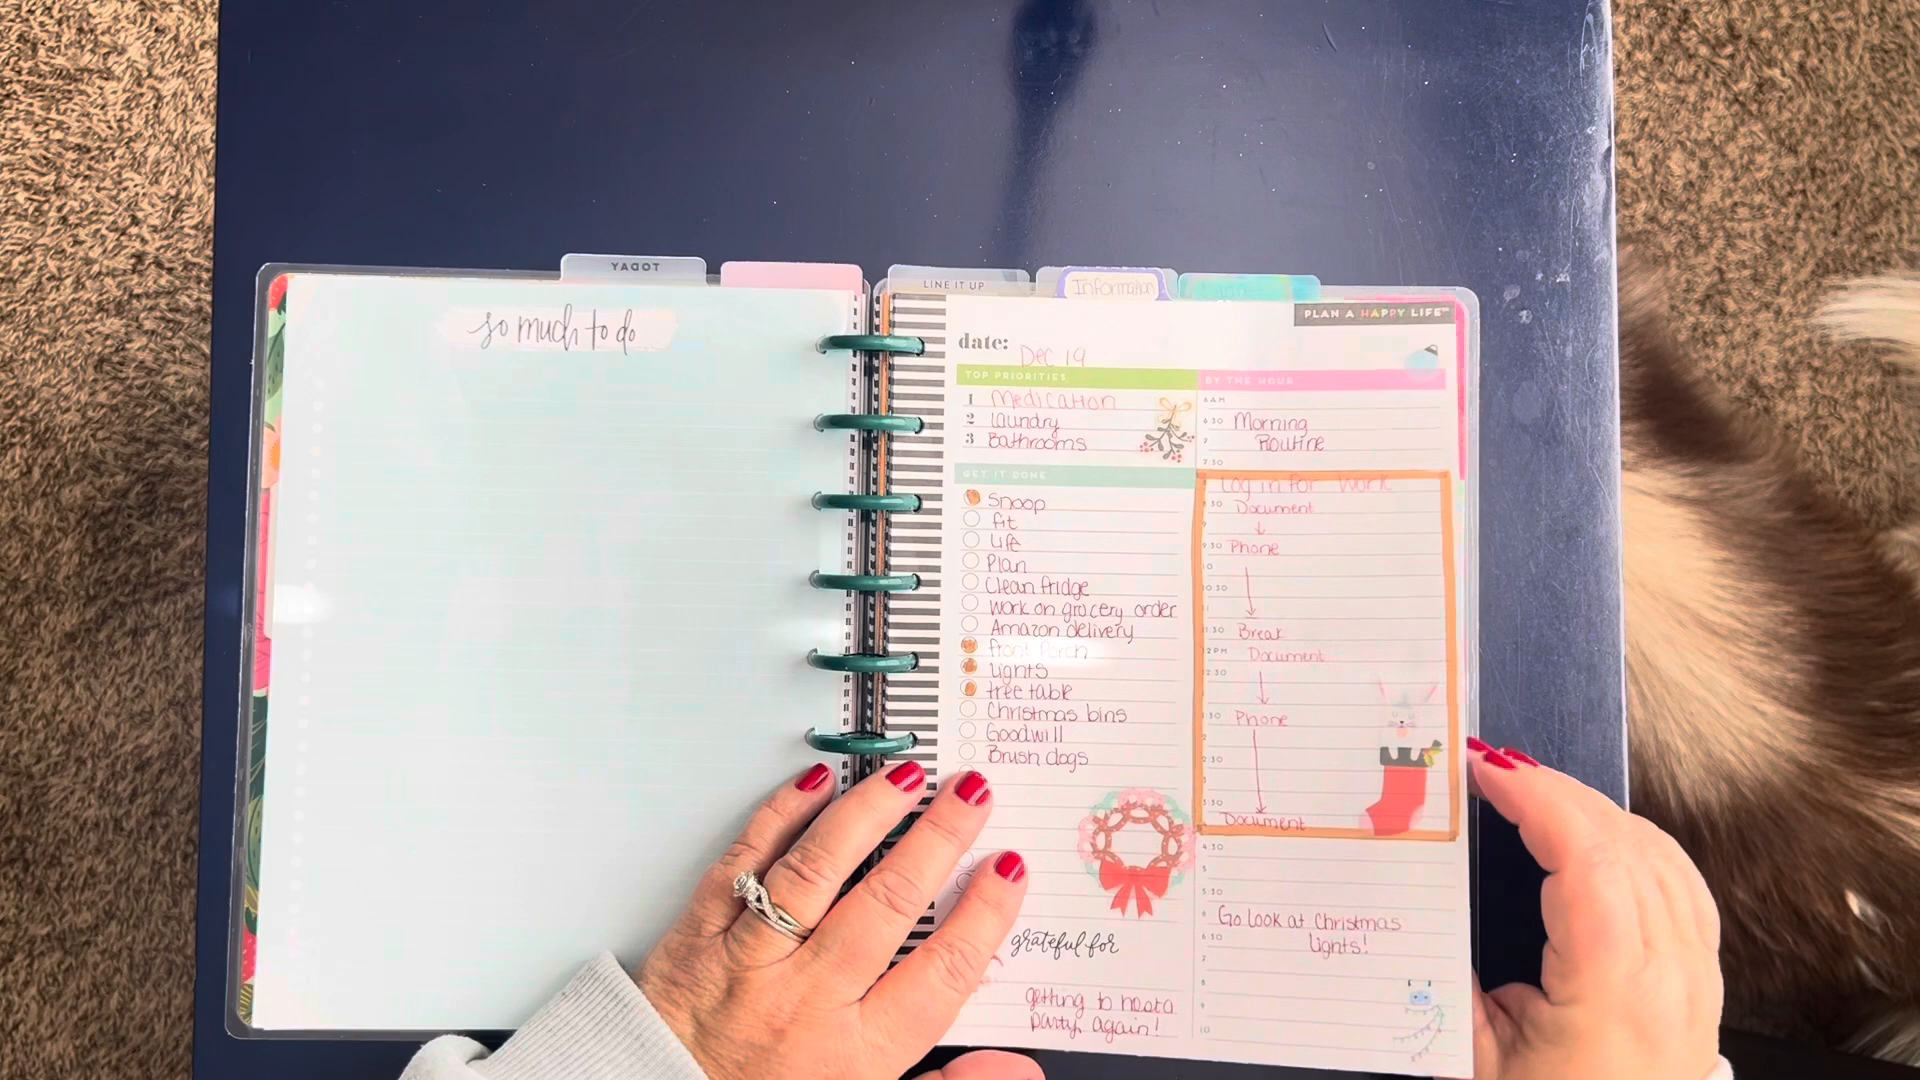 TODAY
LINE IT UP
Information
so much to do
PLAN A HAPPY LIFE™
date: Dec 19
TOP PRIORITIES
1 Medication
2 laundry
3 Bathrooms
GET IT DONE
Snoop
fit
Life
Plan
Clean fridge
work on grocery order
Amazon delivery
front Porch
lights
tree table
Christmas bins
Goodwill
Brush dogs
grateful for
getting to host a
party again!
BY THE HOUR
6AM
6:30 Morning
7 Routine
7:30
Log in for work
8:30 Document
9
9:30 Phone
10
10:30
11
11:30 Break
12PM Document
12:30
1:30 Phone
2
2:30
3
3:30
Document
4:30
5
5:30
6 Go look at Christmas
6:30 lights!
7
8
9
10